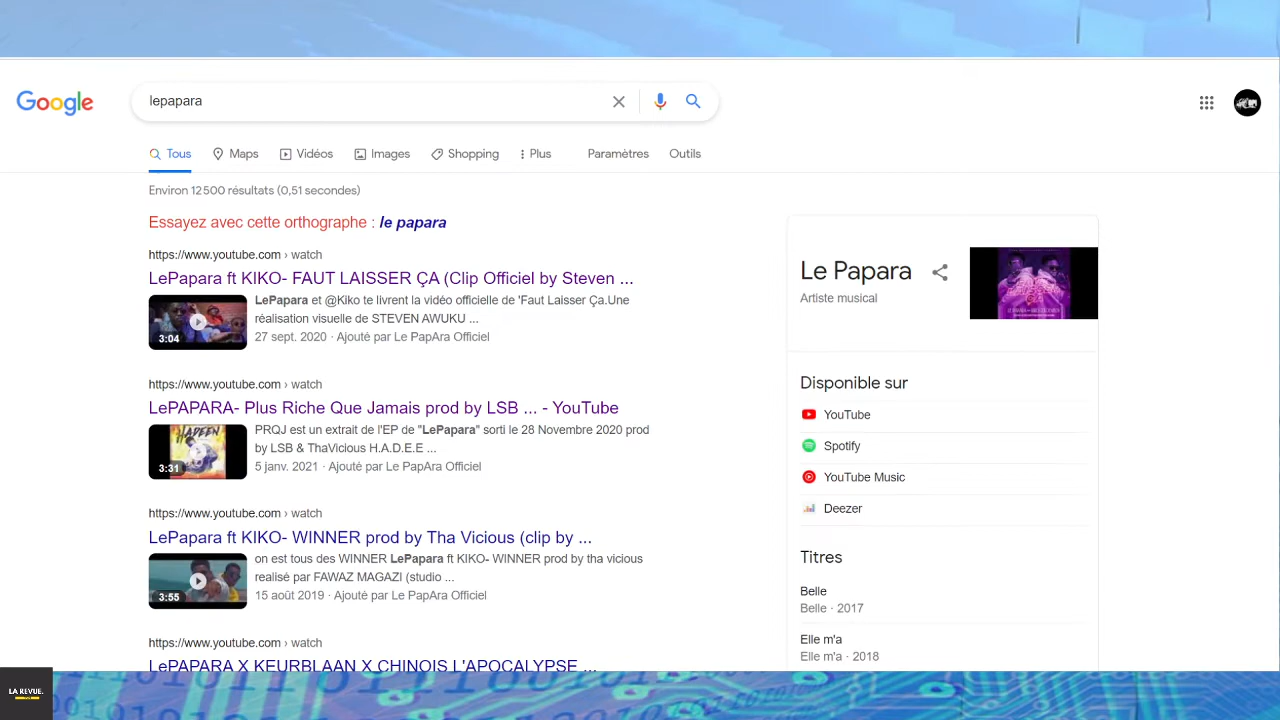 Google
lepapara
Tous Maps Vidéos Images Shopping Plus Paramètres Outils
Environ 12 500 résultats (0,51 secondes)
Essayez avec cette orthographe : le papara
https://www.youtube.com › watch
LePapara ft KIKO- FAUT LAISSER ÇA (Clip Officiel by Steven ...
3:04
LePapara et @Kiko te livrent la vidéo officielle de 'Faut Laisser Ça.Une
réalisation visuelle de STEVEN AWUKU ...
27 sept. 2020 · Ajouté par Le PapAra Officiel
https://www.youtube.com › watch
LePAPARA- Plus Riche Que Jamais prod by LSB ... - YouTube
3:31
PRQJ est un extrait de l'EP de "LePapara" sorti le 28 Novembre 2020 prod
by LSB & ThaVicious H.A.D.E.E ...
5 janv. 2021 · Ajouté par Le PapAra Officiel
https://www.youtube.com › watch
LePapara ft KIKO- WINNER prod by Tha Vicious (clip by ...
3:55
on est tous des WINNER LePapara ft KIKO- WINNER prod by tha vicious
realisé par FAWAZ MAGAZI (studio ...
15 août 2019 · Ajouté par Le PapAra Officiel
https://www.youtube.com › watch
LePAPARA X KEURBLAAN X CHINOIS L'APOCALYPSE ...
Le Papara
Artiste musical
Disponible sur
YouTube
Spotify
YouTube Music
Deezer
Titres
Belle
Belle · 2017
Elle m'a
Elle m'a · 2018
LA REVUE.